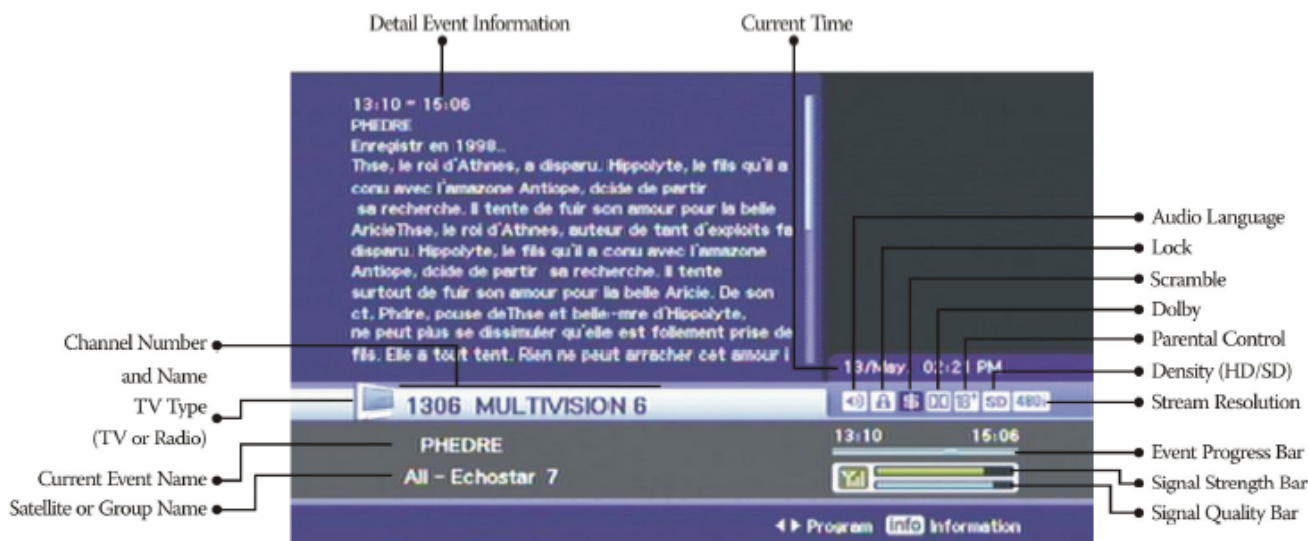 Detail Event Information
Current Time
13:10 - 15:06
PHEDRE
Enregistr en 1998..
Thse, le roi d'Athnes, a disparu. Hippolyte, le fils qu'il a
conu avec l'amazone Antiope, dcide de partir
sa recherche. Il tente de fuir son amour pour la belle
AricieThse, le roi d'Athnes, auteur de tant d'exploits fa
disparu. Hippolyte, le fils qu'il a conu avec l'amazone
Antiope, dcide de partir sa recherche. Il tente
surtout de fuir son amour pour la belle Aricie. De son
ct, Phdre, pouse deThse et belle-mre d'Hippolyte,
ne peut plus se dissimuler qu'elle est follement prise de
fils. Elle a tout tent. Rien ne peut arracher cet amour i
Audio Language
Lock
Scramble
Dolby
Parental Control
Density (HD/SD)
Stream Resolution
Event Progress Bar
Signal Strength Bar
Signal Quality Bar
Channel Number
and Name
TV Type
(TV or Radio)
Current Event Name
Satellite or Group Name
13/May. 02:21 PM
1306 MULTIVISION 6
$ 18+ SD 480i
PHEDRE
13:10 15:06
All - Echostar 7
Program info Information